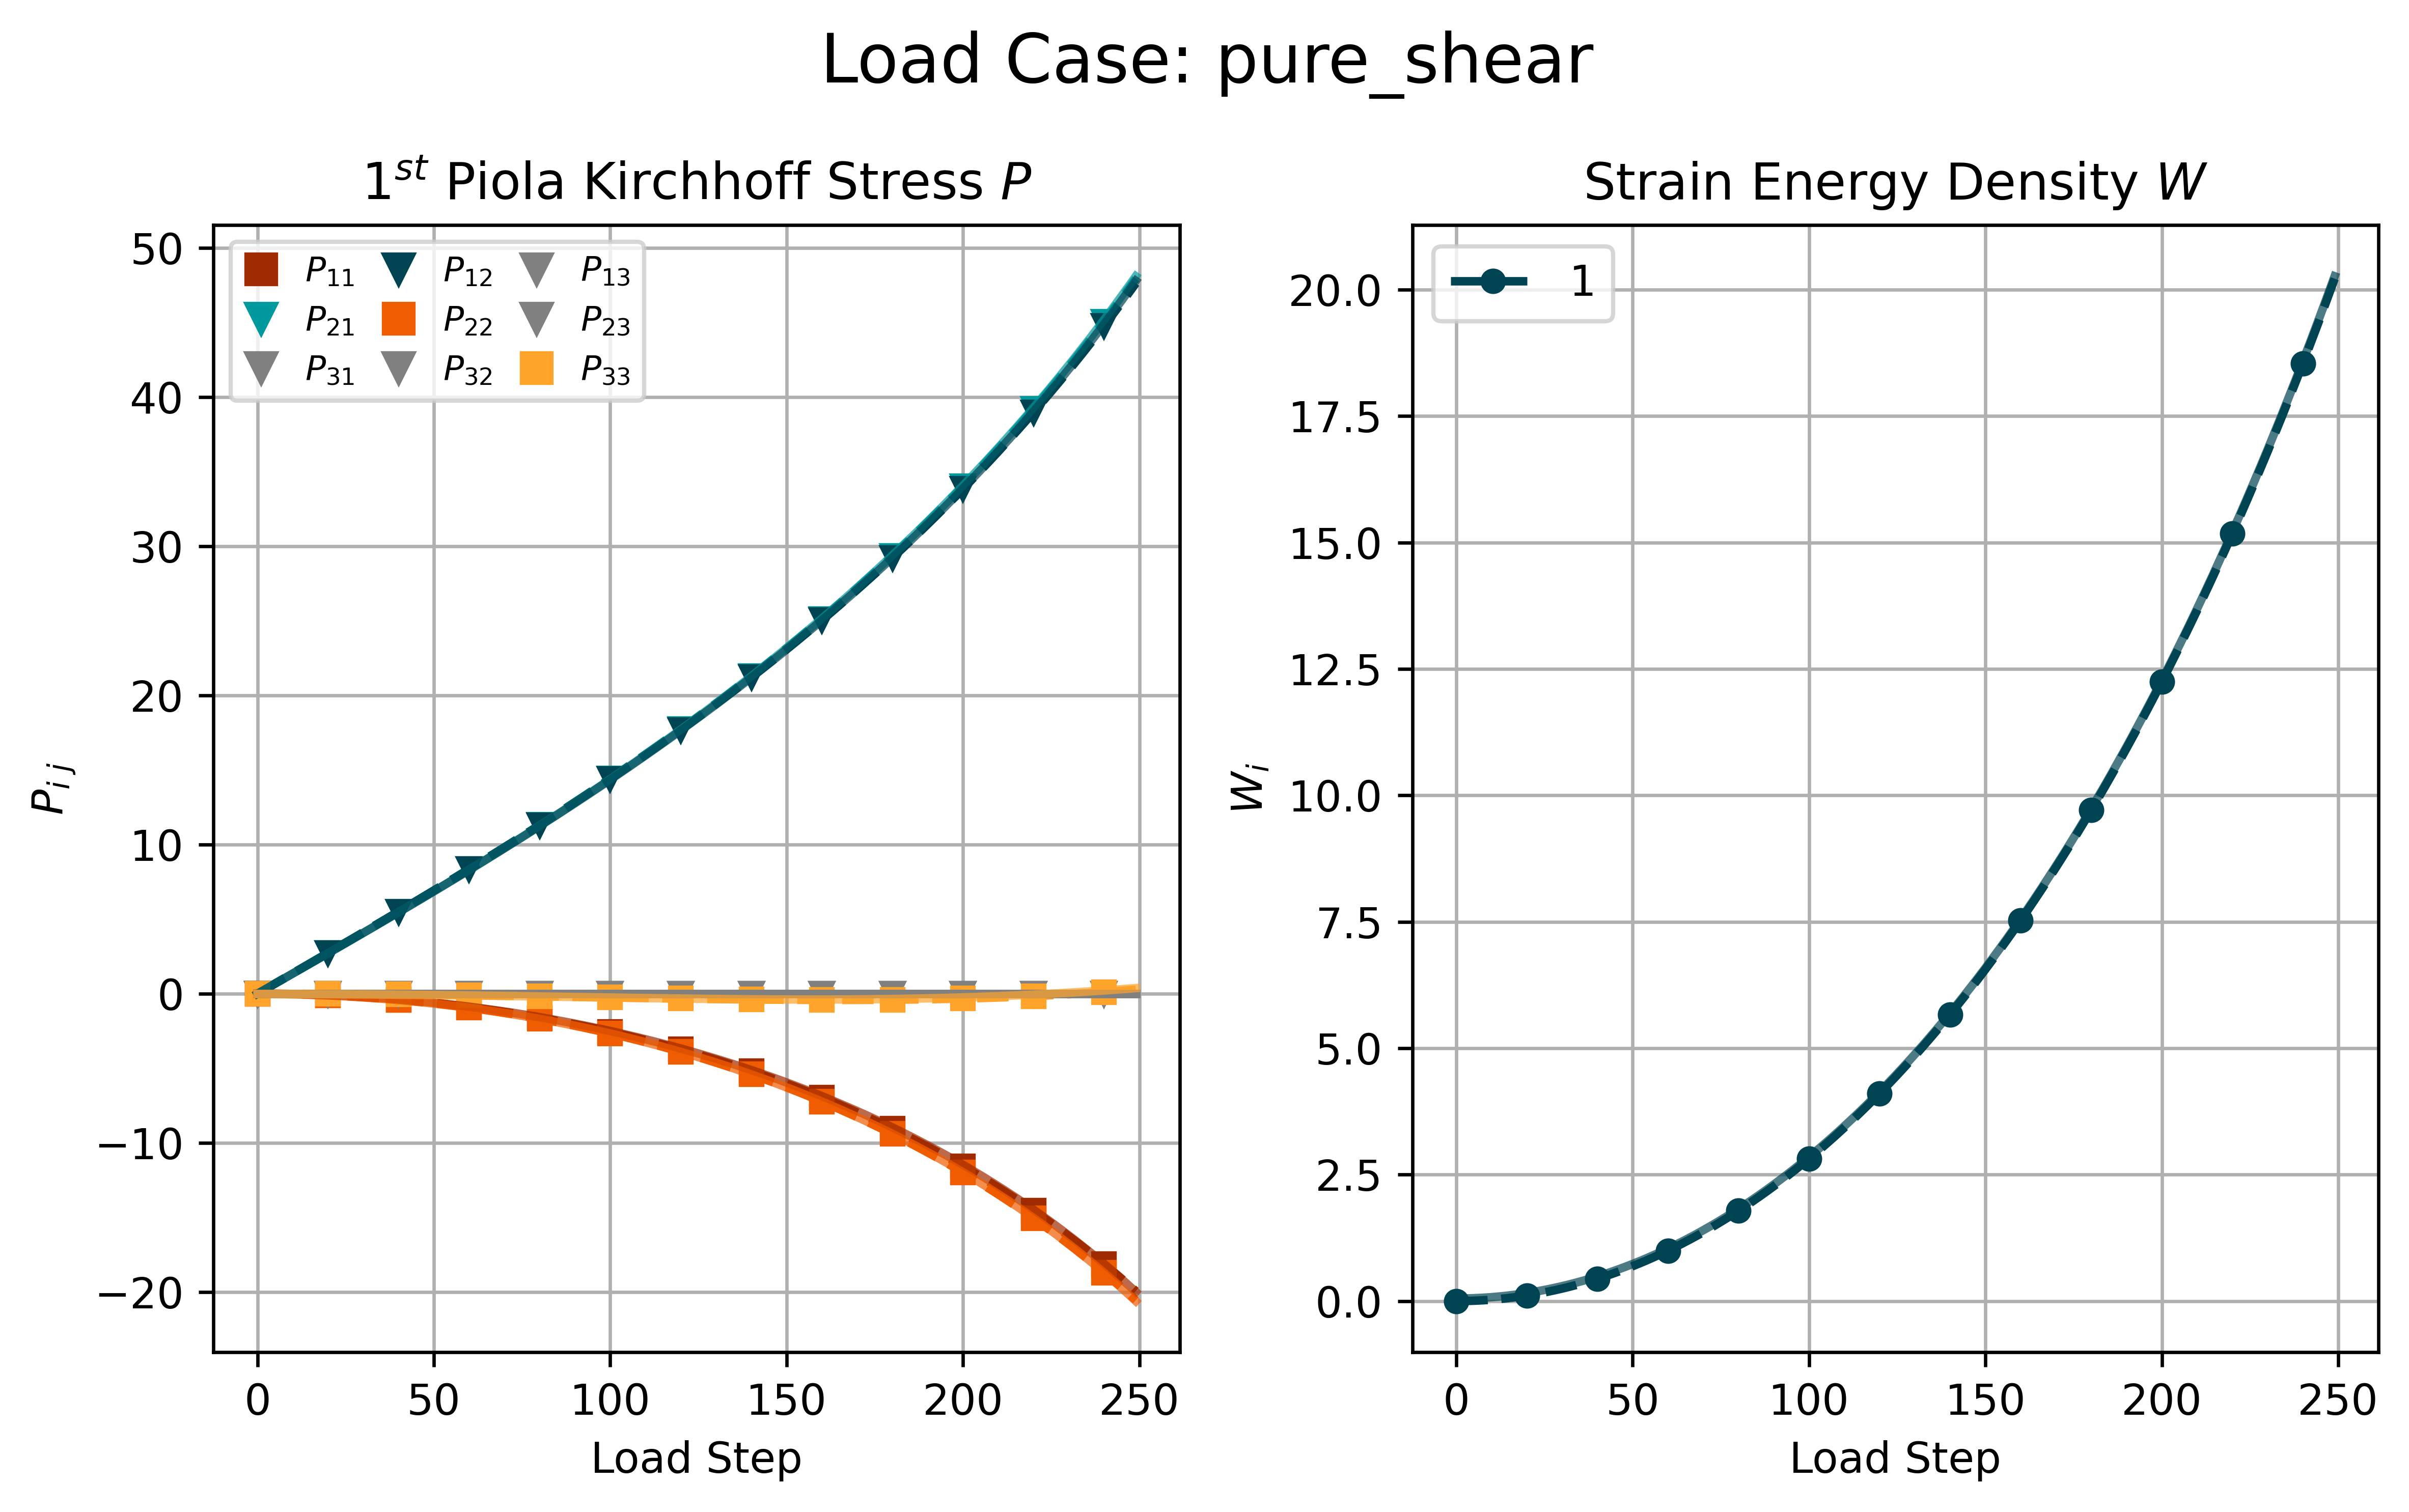 Load Case: pure_shear
1st Piola Kirchhoff Stress P
P11 P12 P13
P21 P22 P23
P31 P32 P33
50
40
30
20
10
0
−10
−20
Pi j
0 50 100 150 200 250
Load Step
Strain Energy Density W
1
20.0
17.5
15.0
12.5
10.0
7.5
5.0
2.5
0.0
Wi
0 50 100 150 200 250
Load Step